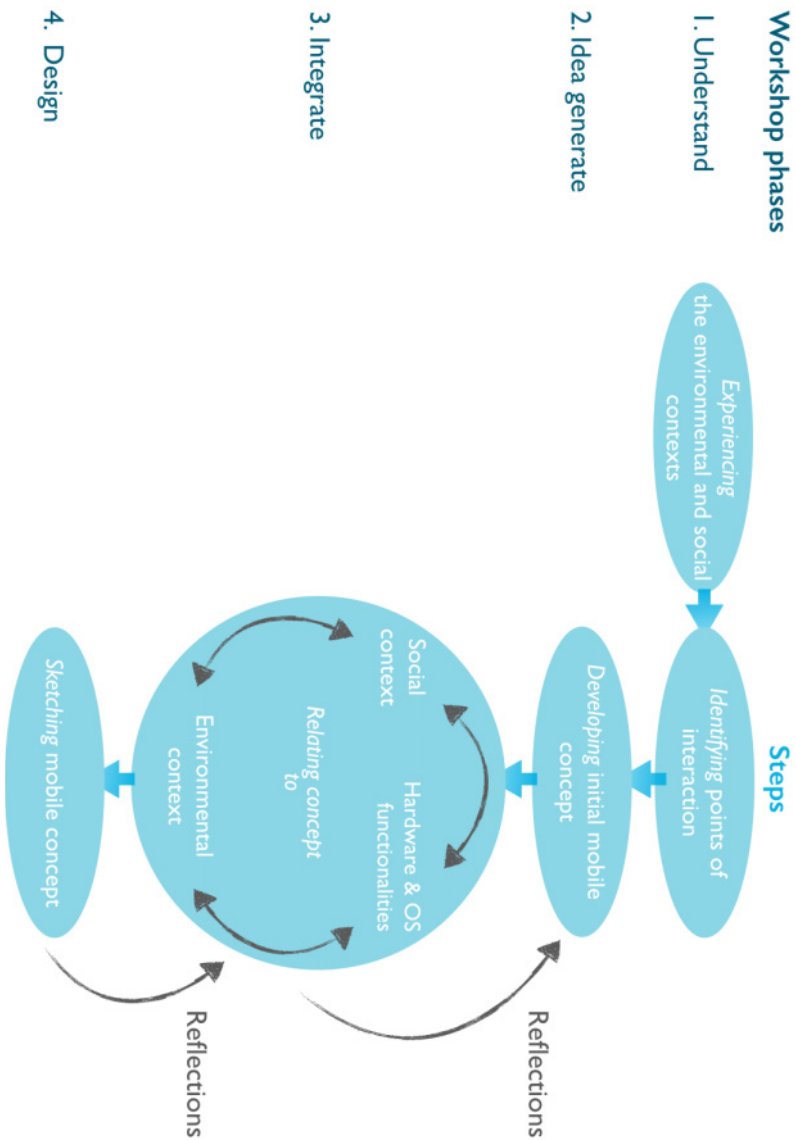 Workshop phases
Steps
1. Understand
Experiencing
the environmental and social
contexts
Identifying points of
interaction
2. Idea generate
Developing initial mobile
concept
Reflections
3. Integrate
Social
context
Hardware & OS
functionalities
Relating concept
to
Environmental
context
Reflections
4. Design
Sketching mobile concept